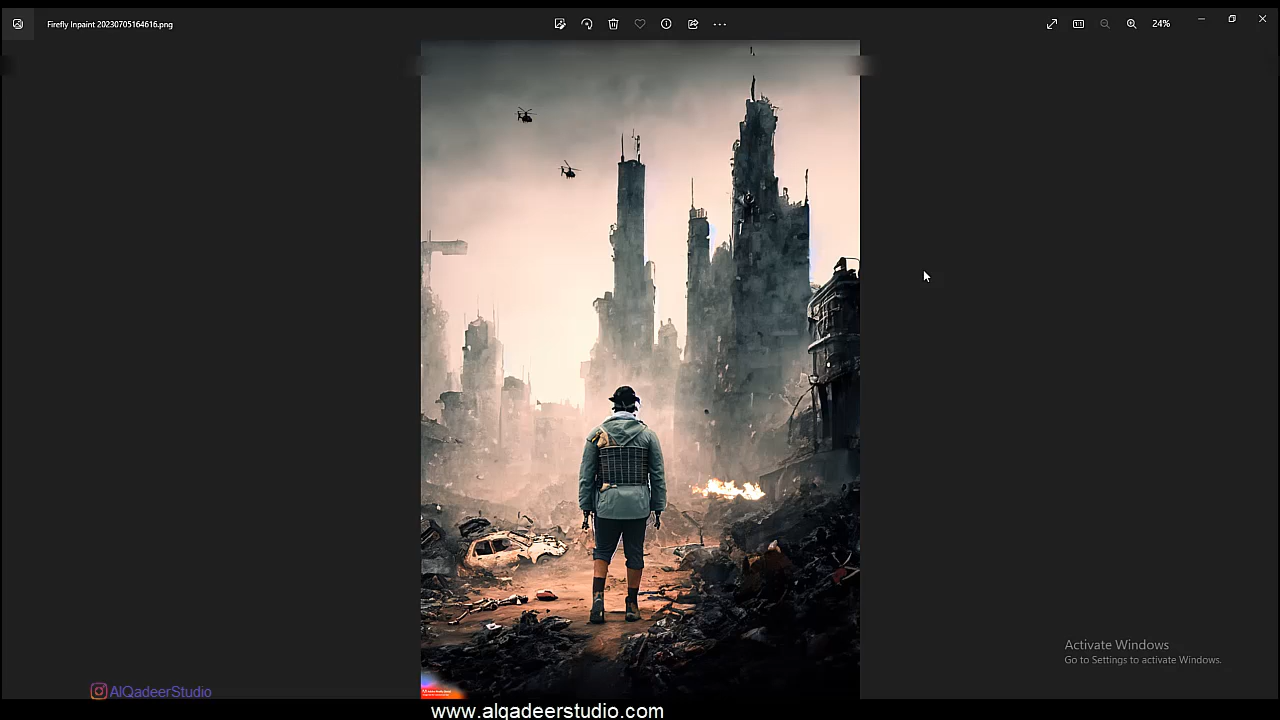 Firefly Inpaint 20230705164616.png
24%
Activate Windows
Go to Settings to activate Windows.
AlQadeerStudio
www.alqadeerstudio.com